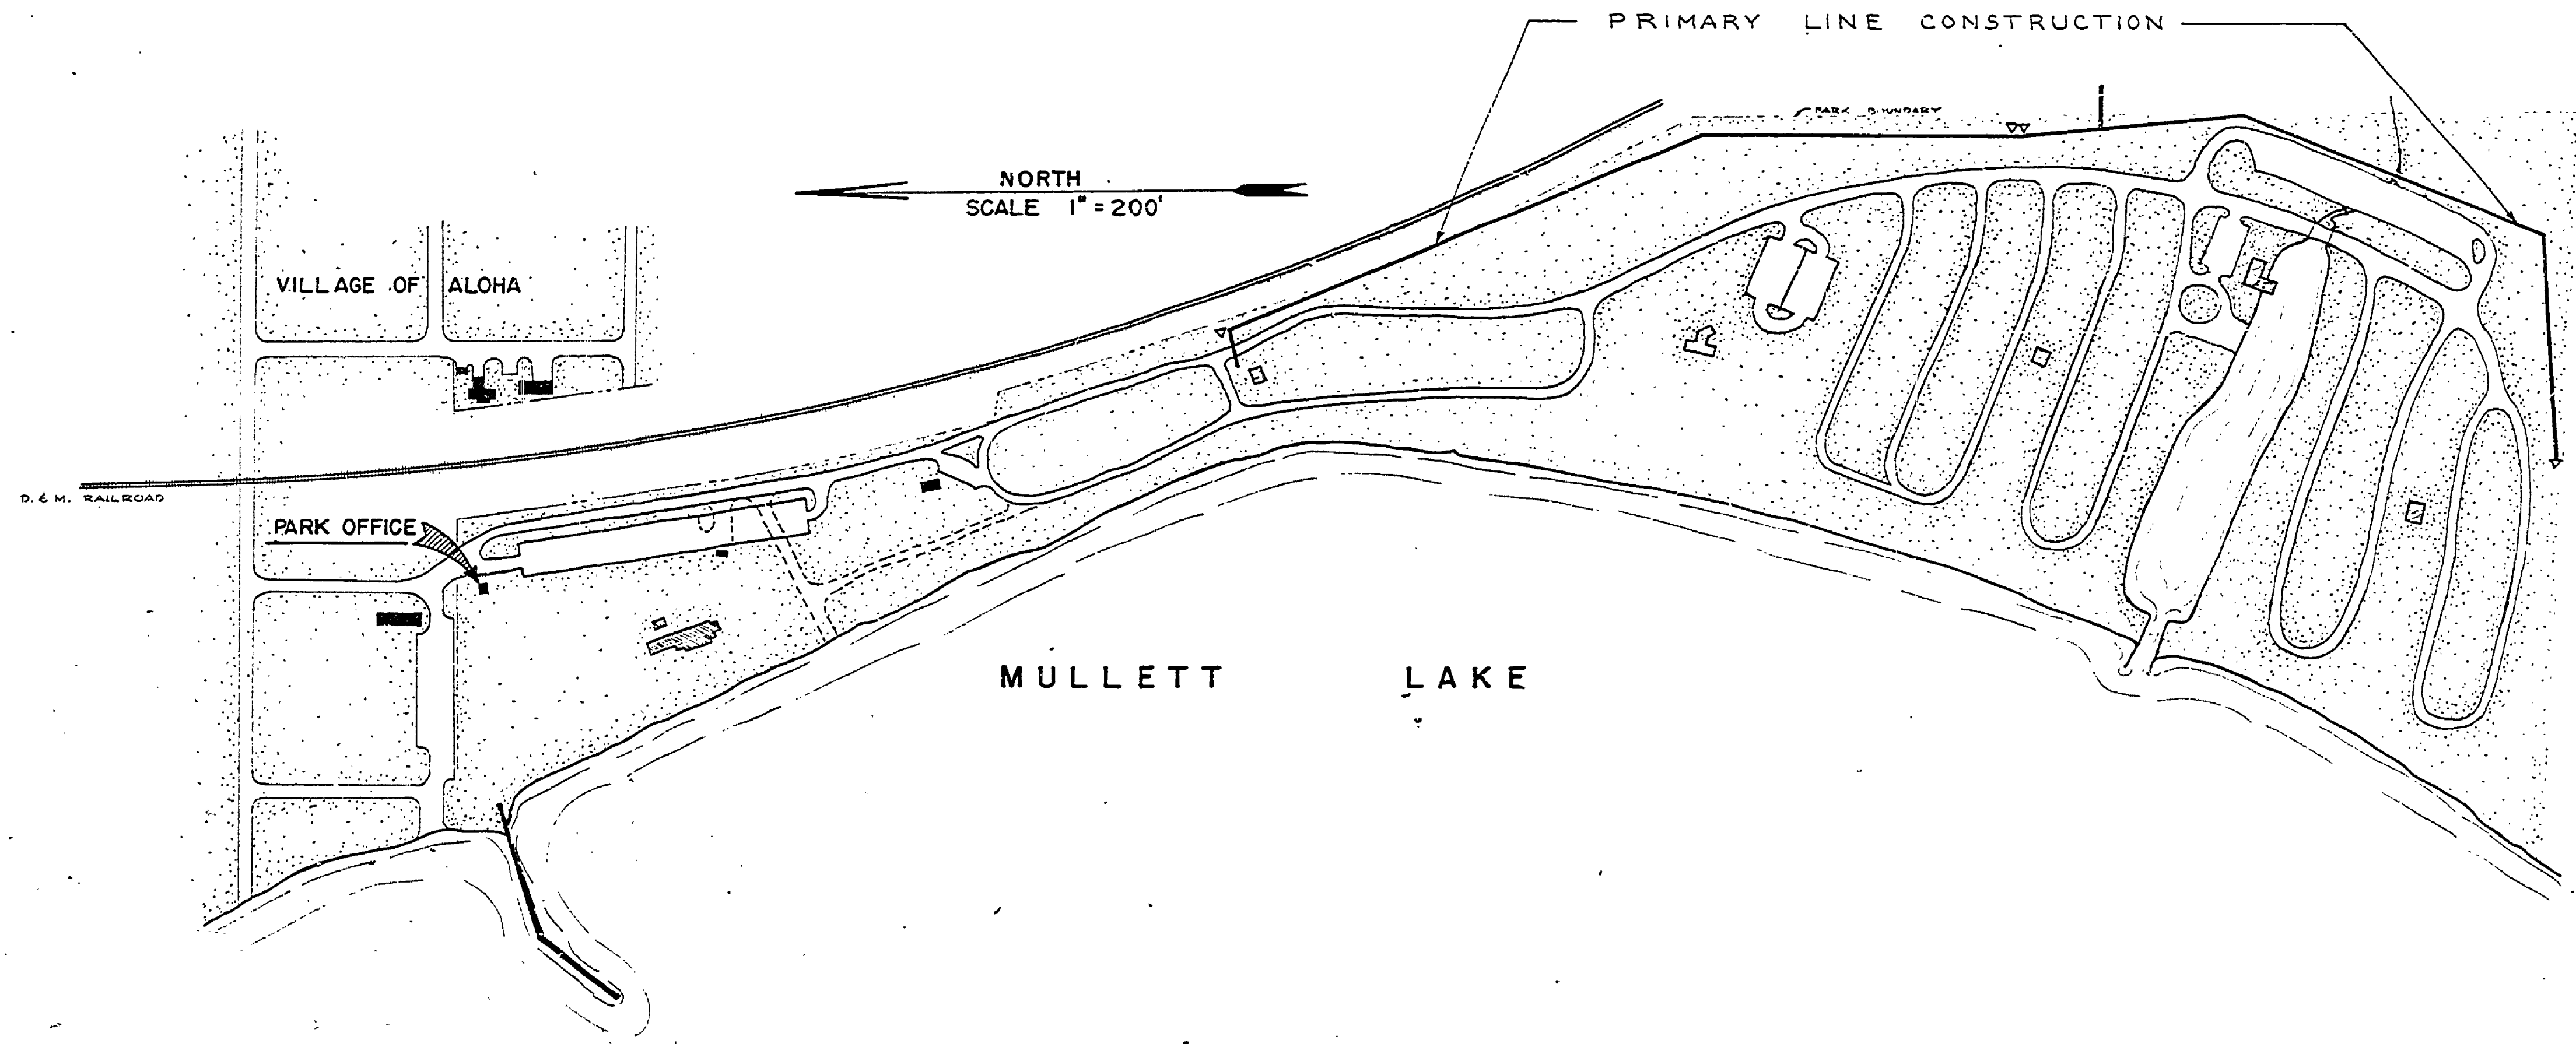 PRIMARY LINE CONSTRUCTION
PARK BOUNDARY
NORTH
SCALE 1" = 200'
VILLAGE OF ALOHA
D. & M. RAILROAD
PARK OFFICE
MULLETT LAKE